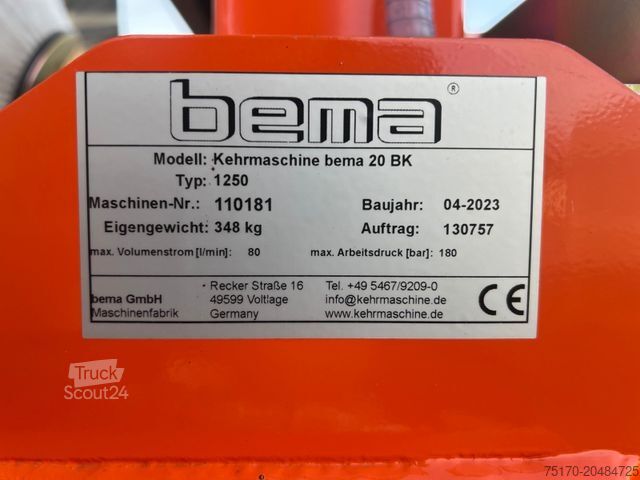 bema ®
Modell: Kehrmaschine bema 20 BK
Typ: 1250
Maschinen-Nr.: 110181 Baujahr: 04-2023
Eigengewicht: 348 kg Auftrag: 130757
max. Volumenstrom [l/min]: 80 max. Arbeitsdruck [bar]: 180
Recker Straße 16 Tel. +49 5467/9209-0
bema GmbH 49599 Voltlage info@kehrmaschine.de
Maschinenfabrik Germany www.kehrmaschine.de
CE
Truck
Scout24
75170-20484725